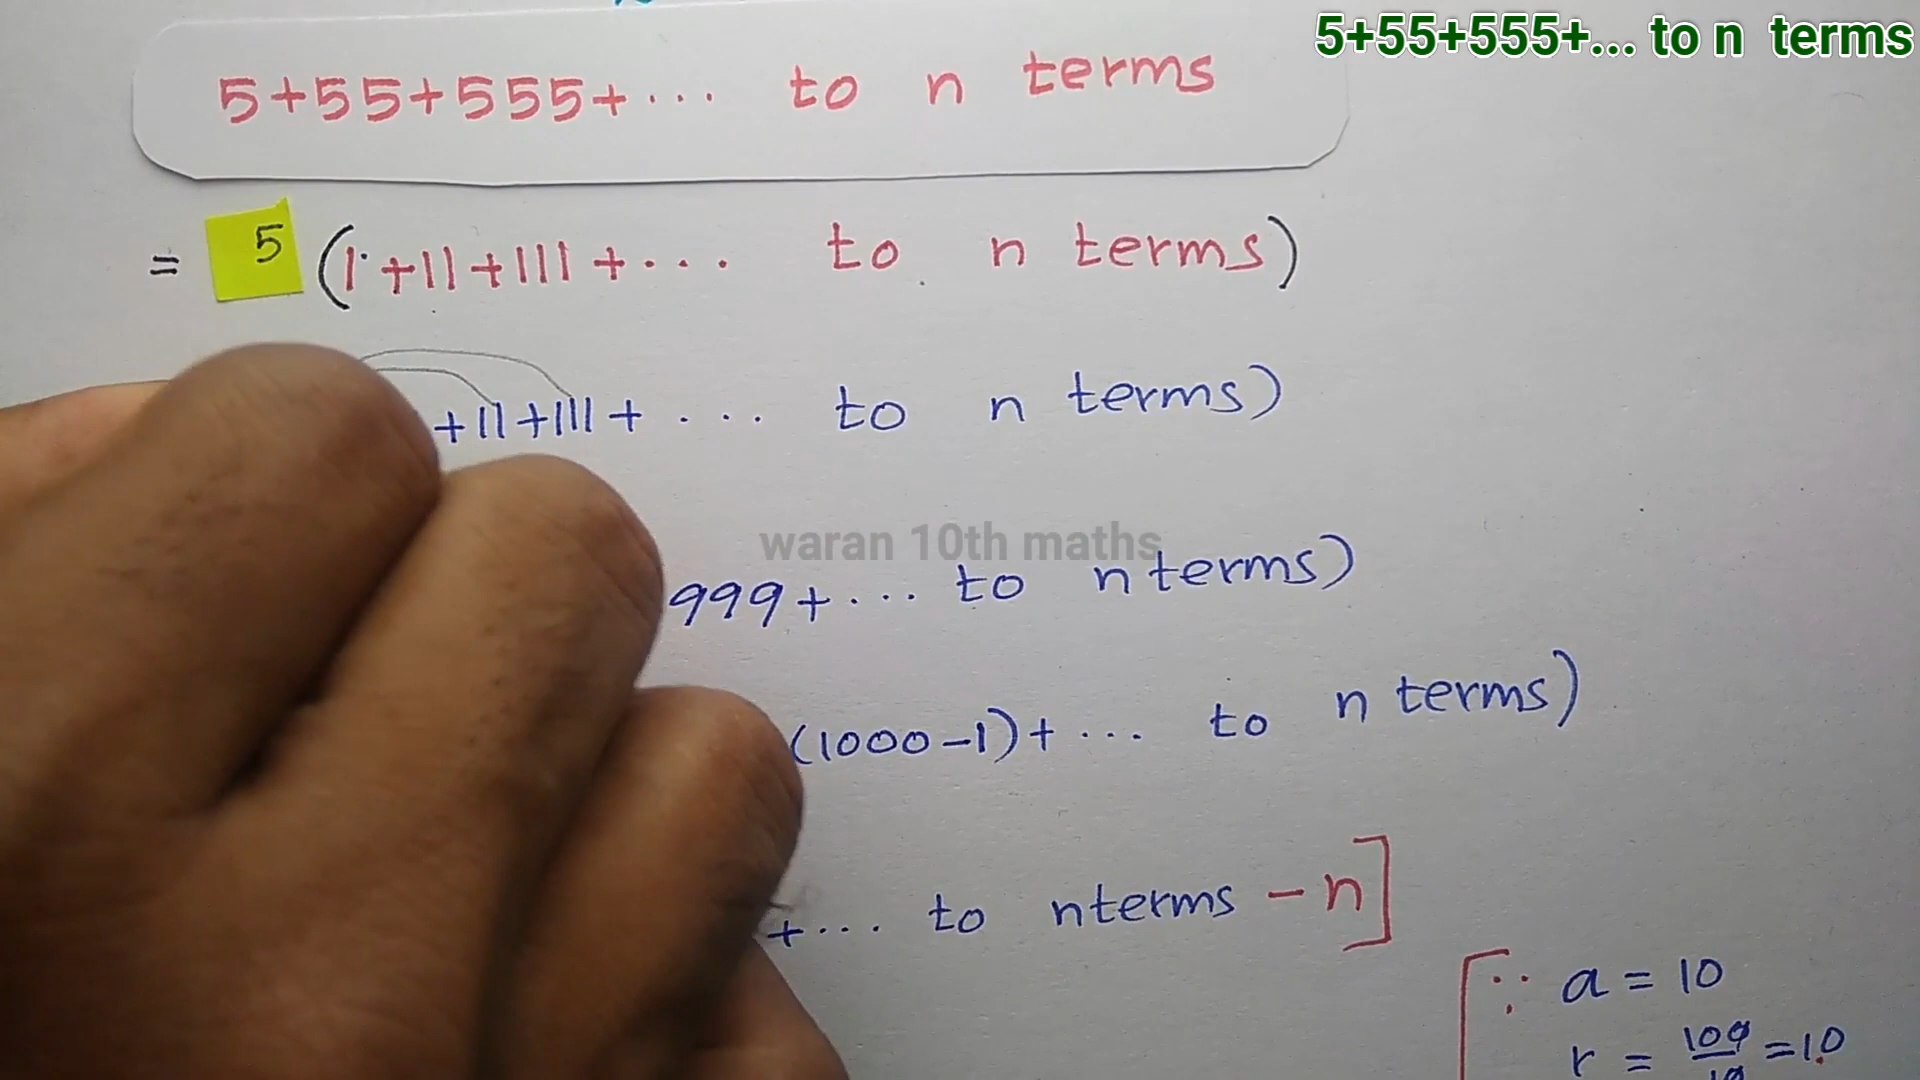 5+55+555+... to n terms
5+55+555+... to n terms
= 5 (1+11+111+... to n terms)
+11+111+ ... to n terms)
waran 10th maths
999+... to n terms)
(1000-1)+... to n terms)
+... to nterms -n]
[∵ a = 10
r = 100/10 =10